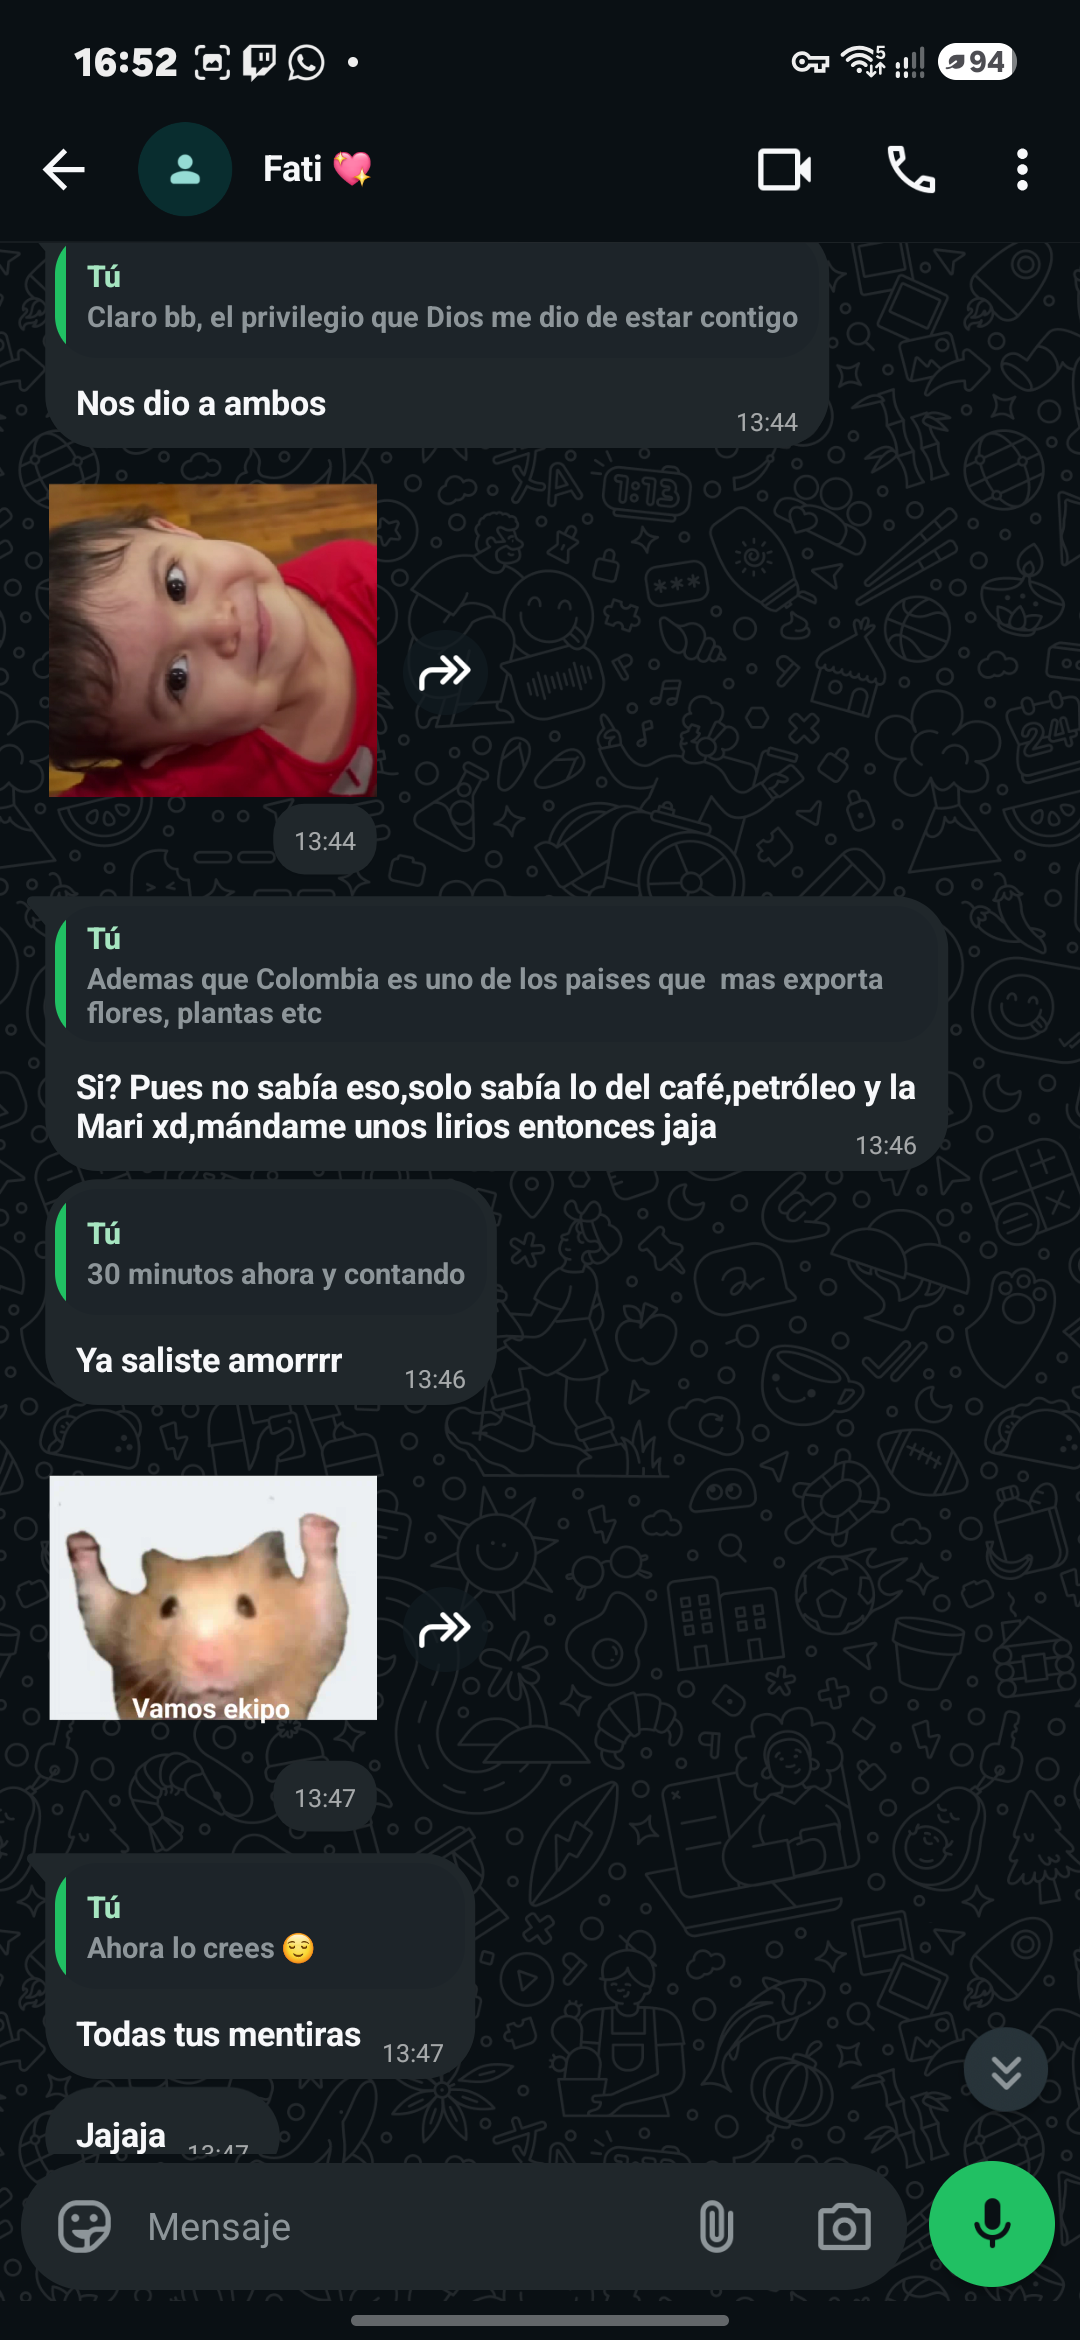 16:52
5
94
Fati 💖
Tú
Claro bb, el privilegio que Dios me dio de estar contigo
Nos dio a ambos
13:44
13:44
Tú
Ademas que Colombia es uno de los paises que  mas exporta
flores, plantas etc
Si? Pues no sabía eso,solo sabía lo del café,petróleo y la
Mari xd,mándame unos lirios entonces jaja
13:46
Tú
30 minutos ahora y contando
Ya saliste amorrrr
13:46
Vamos ekipo
13:47
Tú
Ahora lo crees 😌
Todas tus mentiras
13:47
Jajaja
13:47
Mensaje